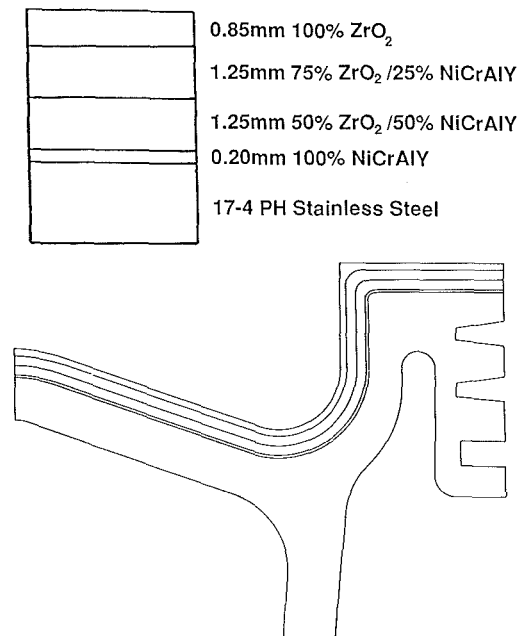 0.85mm 100% ZrO₂
1.25mm 75% ZrO₂ /25% NiCrAlY
1.25mm 50% ZrO₂ /50% NiCrAlY
0.20mm 100% NiCrAlY
17-4 PH Stainless Steel